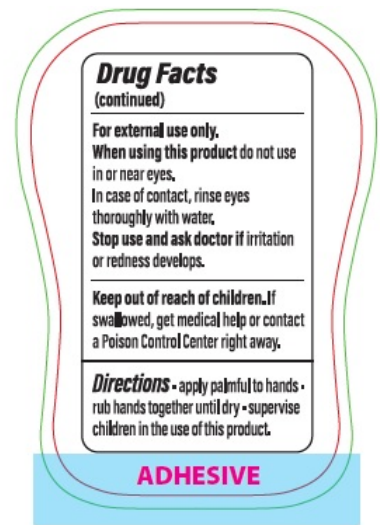 Drug Facts
(continued)
For external use only.
When using this product do not use
in or near eyes.
In case of contact, rinse eyes
thoroughly with water.
Stop use and ask doctor if irritation
or redness develops.
Keep out of reach of children. If
swallowed, get medical help or contact
a Poison Control Center right away.
Directions ▪ apply palmful to hands ▪
rub hands together until dry ▪ supervise
children in the use of this product.
ADHESIVE